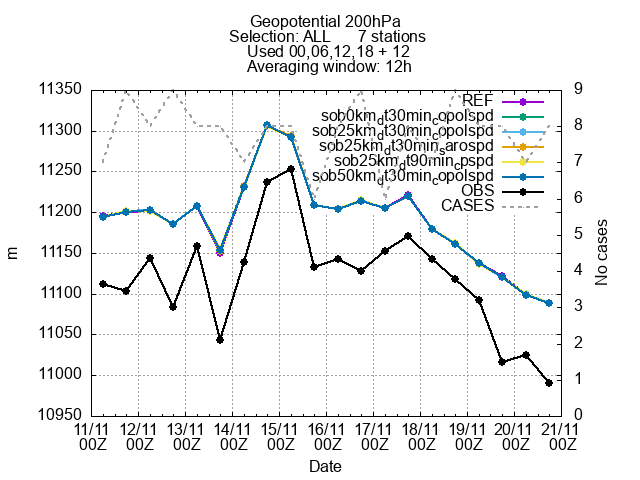 Geopotential 200hPa
Selection: ALL 7 stations
Used 00,06,12,18 + 12
Averaging window: 12h
REF
sob0km_dt30min_copolspd
sob25km_dt30min_copolspd
sob25km_dt30min_sarospd
sob25km_dt90min_cpspd
sob50km_dt30min_copolspd
OBS
CASES
11350
11300
11250
11200
11150
11100
11050
11000
10950
m
9
8
7
6
5
4
3
2
1
0
No cases
11/11 12/11 13/11 14/11 15/11 16/11 17/11 18/11 19/11 20/11 21/11
00Z 00Z 00Z 00Z 00Z 00Z 00Z 00Z 00Z 00Z 00Z
Date